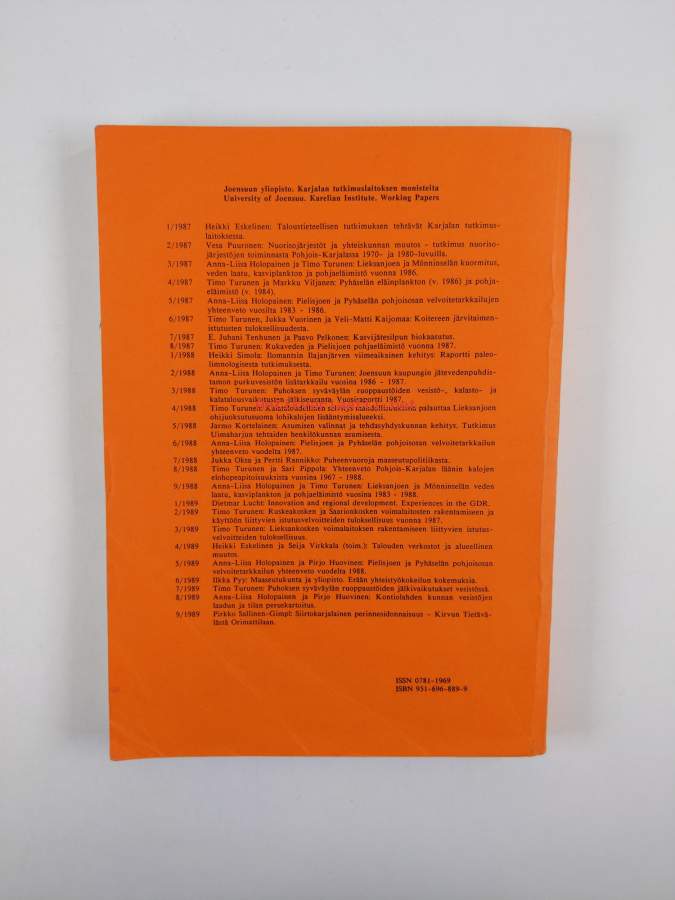 Joensuun yliopisto. Karjalan tutkimuslaitoksen monisteita
University of Joensuu. Karelian Institute. Working Papers
1/1987 Heikki Eskelinen: Taloustieteellisen tutkimuksen tehtävät Karjalan tutkimus-
laitoksessa.
2/1987 Vesa Puuronen: Nuorisojärjestöt ja yhteiskunnan muutos - tutkimus nuoriso-
järjestöjen toiminnasta Pohjois-Karjalassa 1970- ja 1980-luvuilla.
3/1987 Anna-Liisa Holopainen ja Timo Turunen: Lieksanjoen ja Mönninselän kuormitus,
veden laatu, kasviplankton ja pohjaeläimistö vuonna 1986.
4/1987 Timo Turunen ja Markku Viljanen: Pyhäselän eläinplankton (v. 1986) ja pohja-
eläimistö (v. 1984).
5/1987 Anna-Liisa Holopainen: Pielisjoen ja Pyhäselän pohjoisosan velvoitetarkkailujen
yhteenveto vuosilta 1983 - 1986.
6/1987 Timo Turunen, Jukka Vuorinen ja Veli-Matti Kaijomaa: Koitereen järvitaimen-
istutusten tuloksellisuudesta.
7/1987 E. Juhani Tenhunen ja Paavo Pelkonen: Karvijätesilpun biokaasutus.
8/1987 Timo Turunen: Rukaveden ja Pielisjoen pohjaeläimistö vuonna 1987.
1/1988 Heikki Simola: Ilomantsin Ilajanjärven viimeaikainen kehitys: Raportti paleo-
limnologisesta tutkimuksesta.
2/1988 Anna-Liisa Holopainen ja Timo Turunen: Joensuun kaupungin jätevedenpuhdis-
tamon purkuvesistön lisätarkkailu vuosina 1986 - 1987.
3/1988 Timo Turunen: Puhoksen syväväylän ruoppaustöiden vesistö-, kalasto- ja
kalatalousvaikutusten jälkiseuranta. Vuosiraportti 1987.
4/1988 Timo Turunen: Kalataloudellinen selvitys mahdollisuuksista palauttaa Lieksanjoen
ohijuoksutusuoma lohikalojen lisääntymisalueeksi.
5/1988 Jarmo Kortelainen: Asumisen valinnat ja tehdasyhdyskunnan kehitys. Tutkimus
Uimaharjun tehtaiden henkilökunnan asumisesta.
6/1988 Anna-Liisa Holopainen: Pielisjoen ja Pyhäselän pohjoisosan velvoitetarkkailun
yhteenveto vuodelta 1987.
7/1988 Jukka Oksa ja Pertti Rannikko: Puheenvuoroja maaseutupolitiikasta.
8/1988 Timo Turunen ja Sari Pippola: Yhteenveto Pohjois-Karjalan läänin kalojen
elohopeapitoisuuksista vuosina 1967 - 1988.
9/1988 Anna-Liisa Holopainen ja Timo Turunen: Lieksanjoen ja Mönninselän veden
laatu, kasviplankton ja pohjaeläimistö vuosina 1983 - 1988.
1/1989 Dietmar Lucht: Innovation and regional development. Experiences in the GDR.
2/1989 Timo Turunen: Ruskeakosken ja Saarionkosken voimalaitosten rakentamiseen ja
käyttöön liittyvien istutusvelvoitteiden tuloksellisuus vuonna 1987.
3/1989 Timo Turunen: Lieksankosken voimalaitoksen rakentamiseen liittyvien istutus-
velvoitteiden tuloksellisuus.
4/1989 Heikki Eskelinen ja Seija Virkkala (toim.): Talouden verkostot ja alueellinen
muutos.
5/1989 Anna-Liisa Holopainen ja Pirjo Huovinen: Pielisjoen ja Pyhäselän pohjoisosan
velvoitetarkkailun yhteenveto vuodelta 1988.
6/1989 Ilkka Pyy: Maaseutukunta ja yliopisto. Erään yhteistyökokeilun kokemuksia.
7/1989 Timo Turunen: Puhoksen syväväylän ruoppaustöiden jälkivaikutukset vesistössä.
8/1989 Anna-Liisa Holopainen ja Pirjo Huovinen: Kontiolahden kunnan vesistöjen
laadun ja tilan peruskartoitus.
9/1989 Pirkko Sallinen-Gimpl: Siirtokarjalainen perinnesidonnaisuus - Kirvun Tietävä-
lästä Orimattilaan.
ISSN 0781-1969
ISBN 951-696-889-9